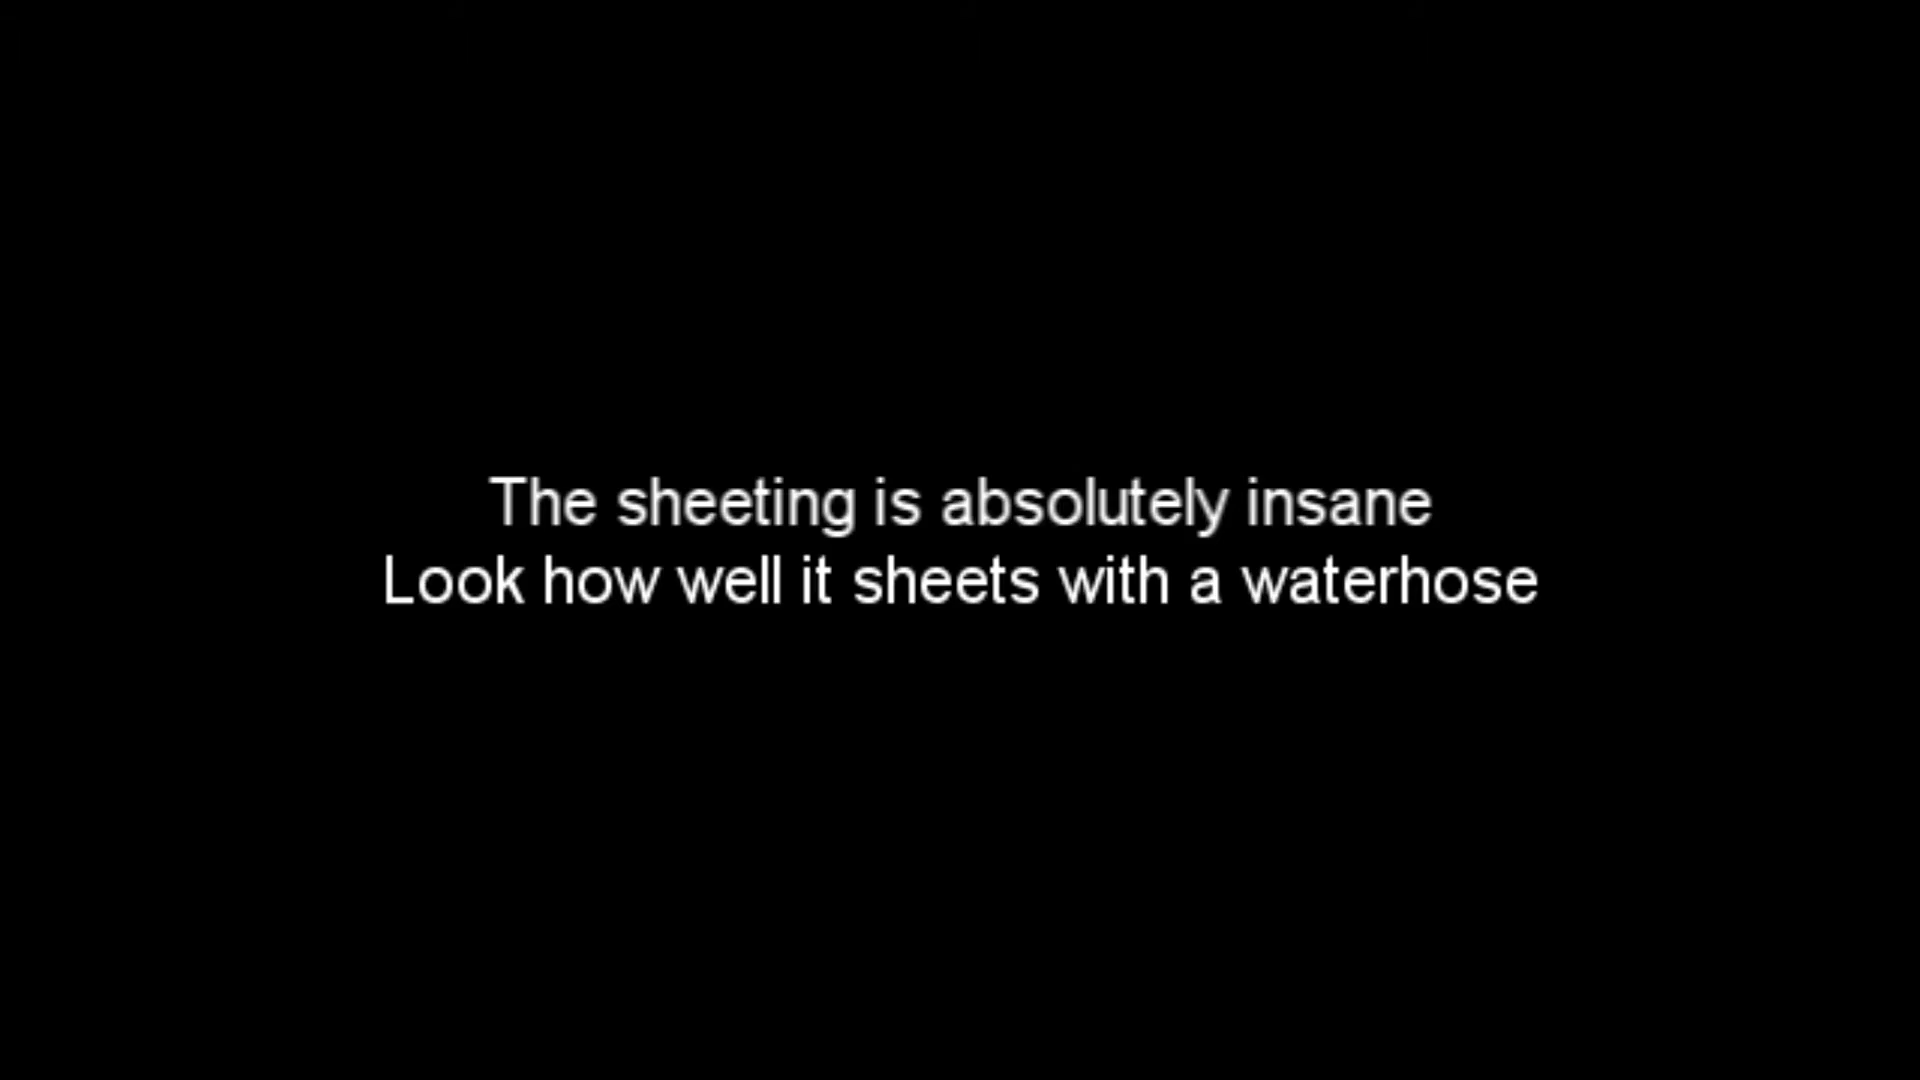 The sheeting is absolutely insane
Look how well it sheets with a waterhose